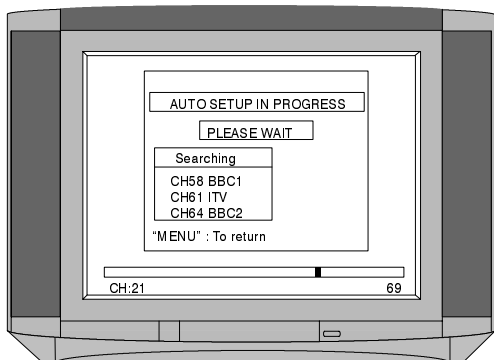 AUTO SETUP IN PROGRESS
PLEASE WAIT
Searching
CH58 BBC1
CH61 ITV
CH64 BBC2
“MENU” : To return
CH:21 69